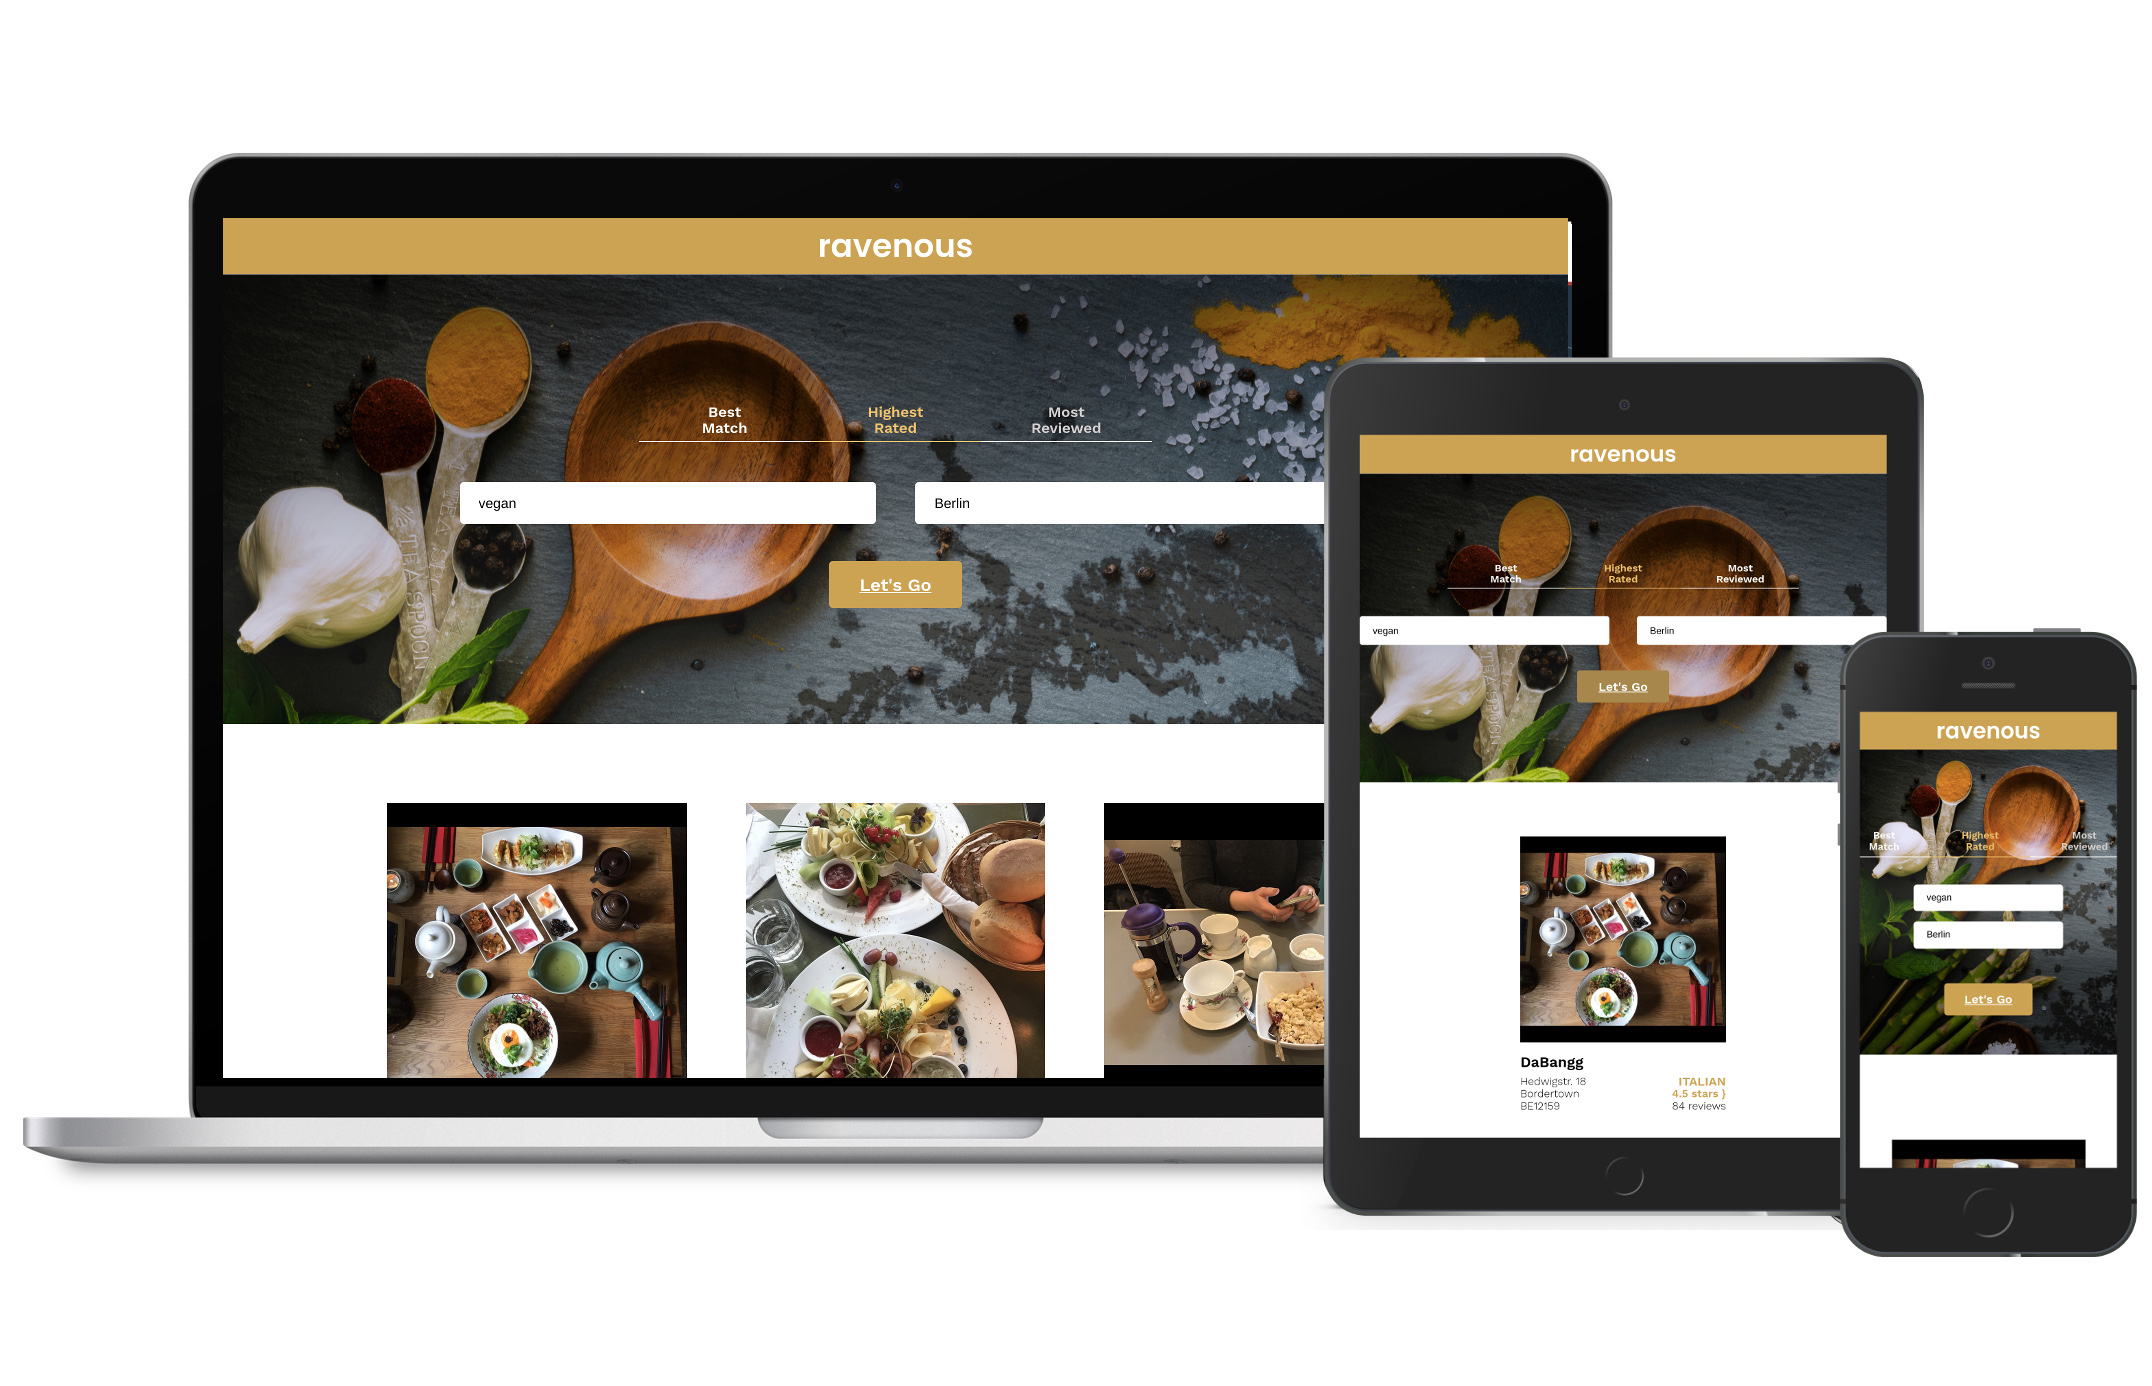 ravenous
Best
Match
Highest
Rated
Most
Reviewed
vegan
Berlin
Let's Go
TEASPOON
ravenous
Best
Match
Highest
Rated
Most
Reviewed
vegan
Berlin
Let's Go
DaBangg
Hedwigstr. 18
Bordertown
BE12159
ITALIAN
4.5 stars }
84 reviews
ravenous
Best
Match
Highest
Rated
Most
Reviewed
vegan
Berlin
Let's Go